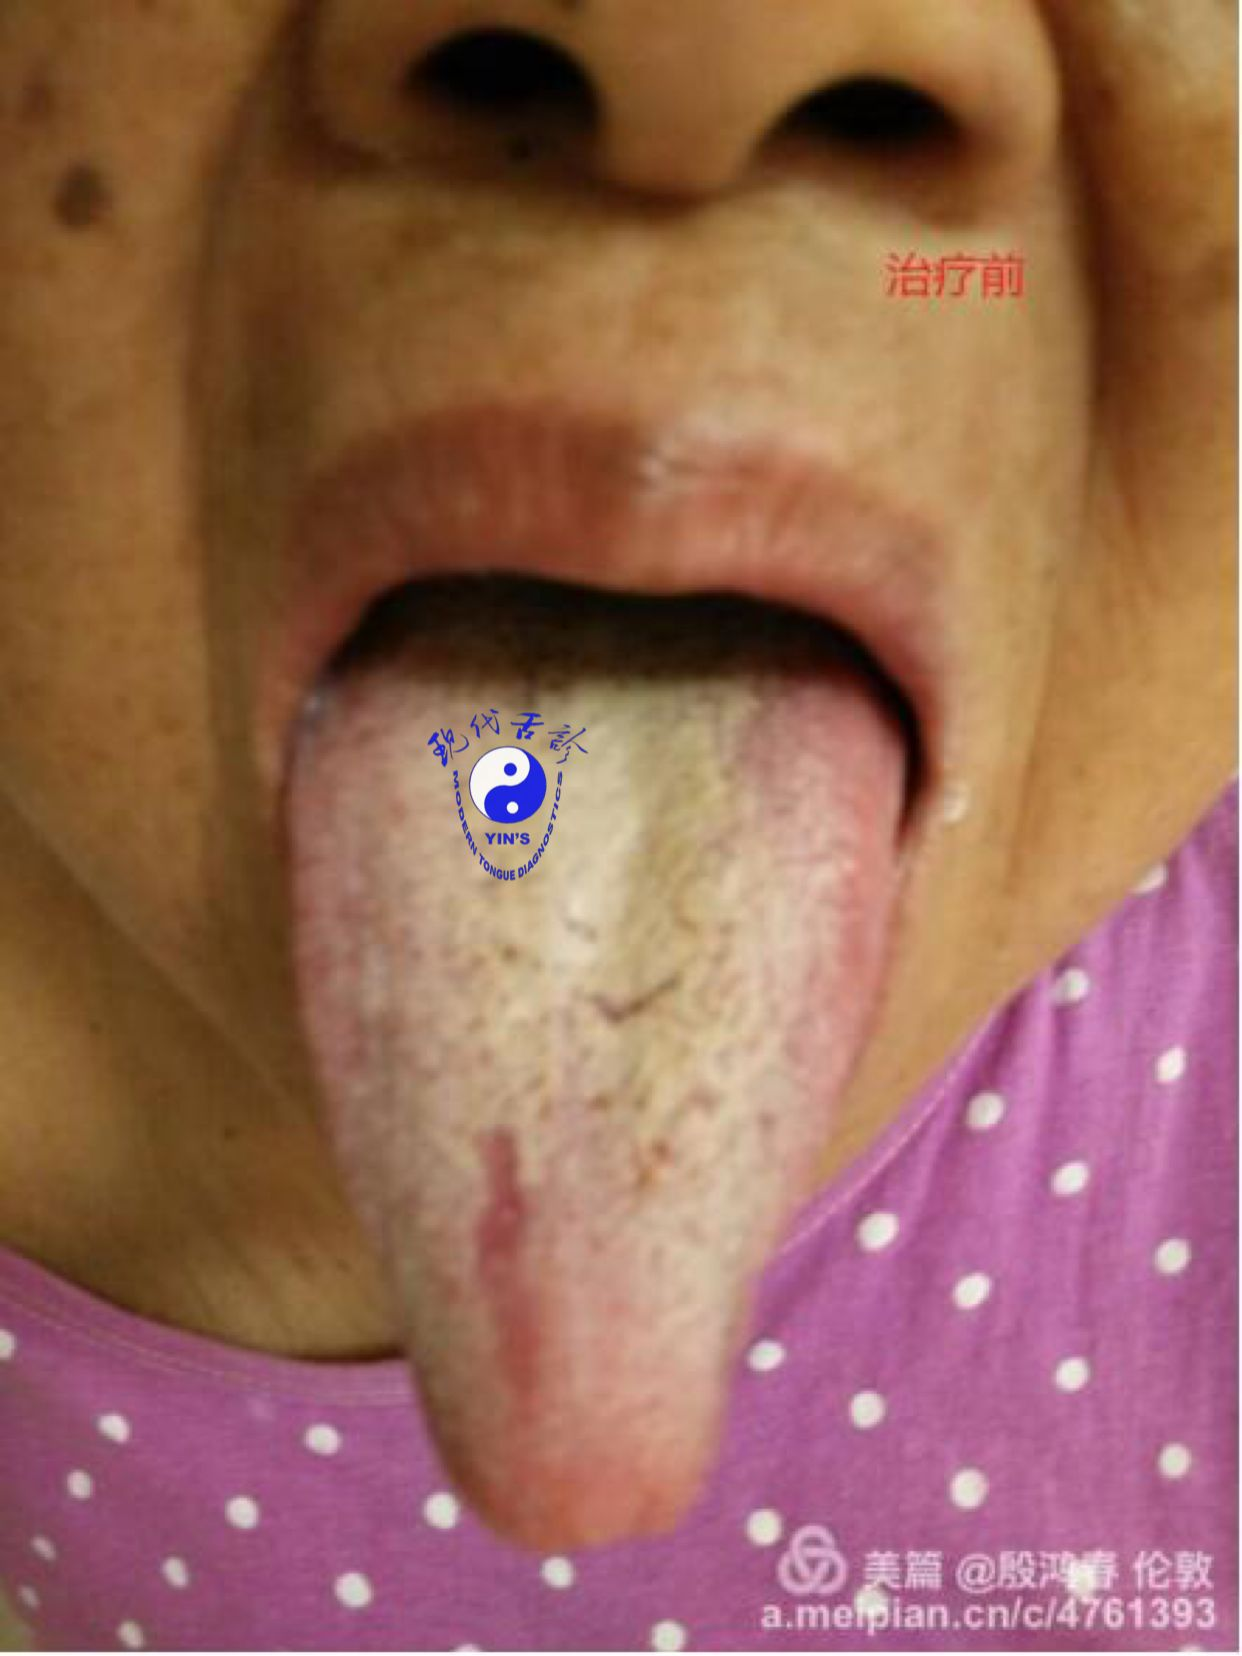 治疗前
现代舌診
MODERN TONGUE DIAGNOSTICS
YIN'S
美篇 @殷鸿春 伦敦
a.meipian.cn/c/4761393